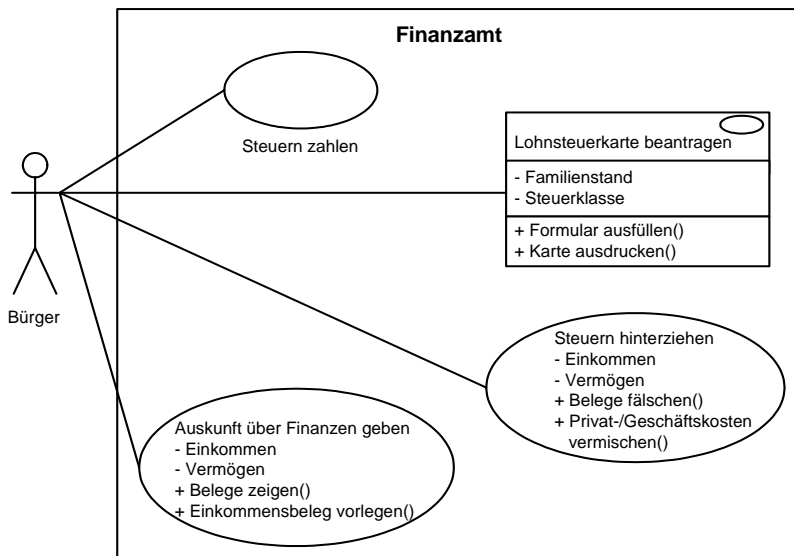 Finanzamt
Steuern zahlen
Lohnsteuerkarte beantragen
- Familienstand
- Steuerklasse
+ Formular ausfüllen()
+ Karte ausdrucken()
Bürger
Steuern hinterziehen
- Einkommen
- Vermögen
+ Belege fälschen()
+ Privat-/Geschäftskosten
vermischen()
Auskunft über Finanzen geben
- Einkommen
- Vermögen
+ Belege zeigen()
+ Einkommensbeleg vorlegen()